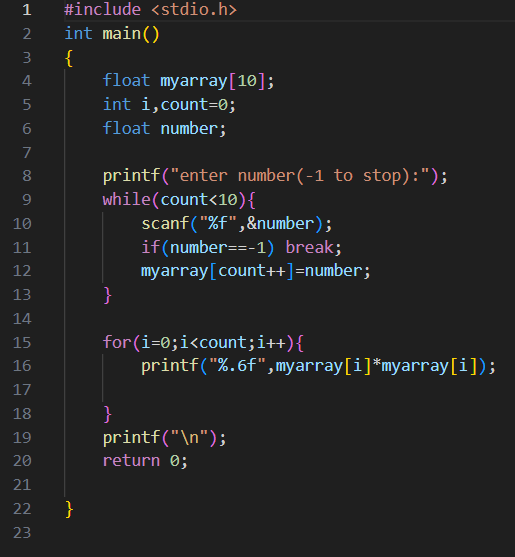 1 #include <stdio.h>
2 int main()
3 {
4     float myarray[10];
5     int i,count=0;
6     float number;
7
8     printf("enter number(-1 to stop):");
9     while(count<10){
10         scanf("%f",&number);
11         if(number==-1) break;
12         myarray[count++]=number;
13     }
14
15     for(i=0;i<count;i++){
16         printf("%.6f",myarray[i]*myarray[i]);
17
18     }
19     printf("\n");
20     return 0;
21
22 }
23